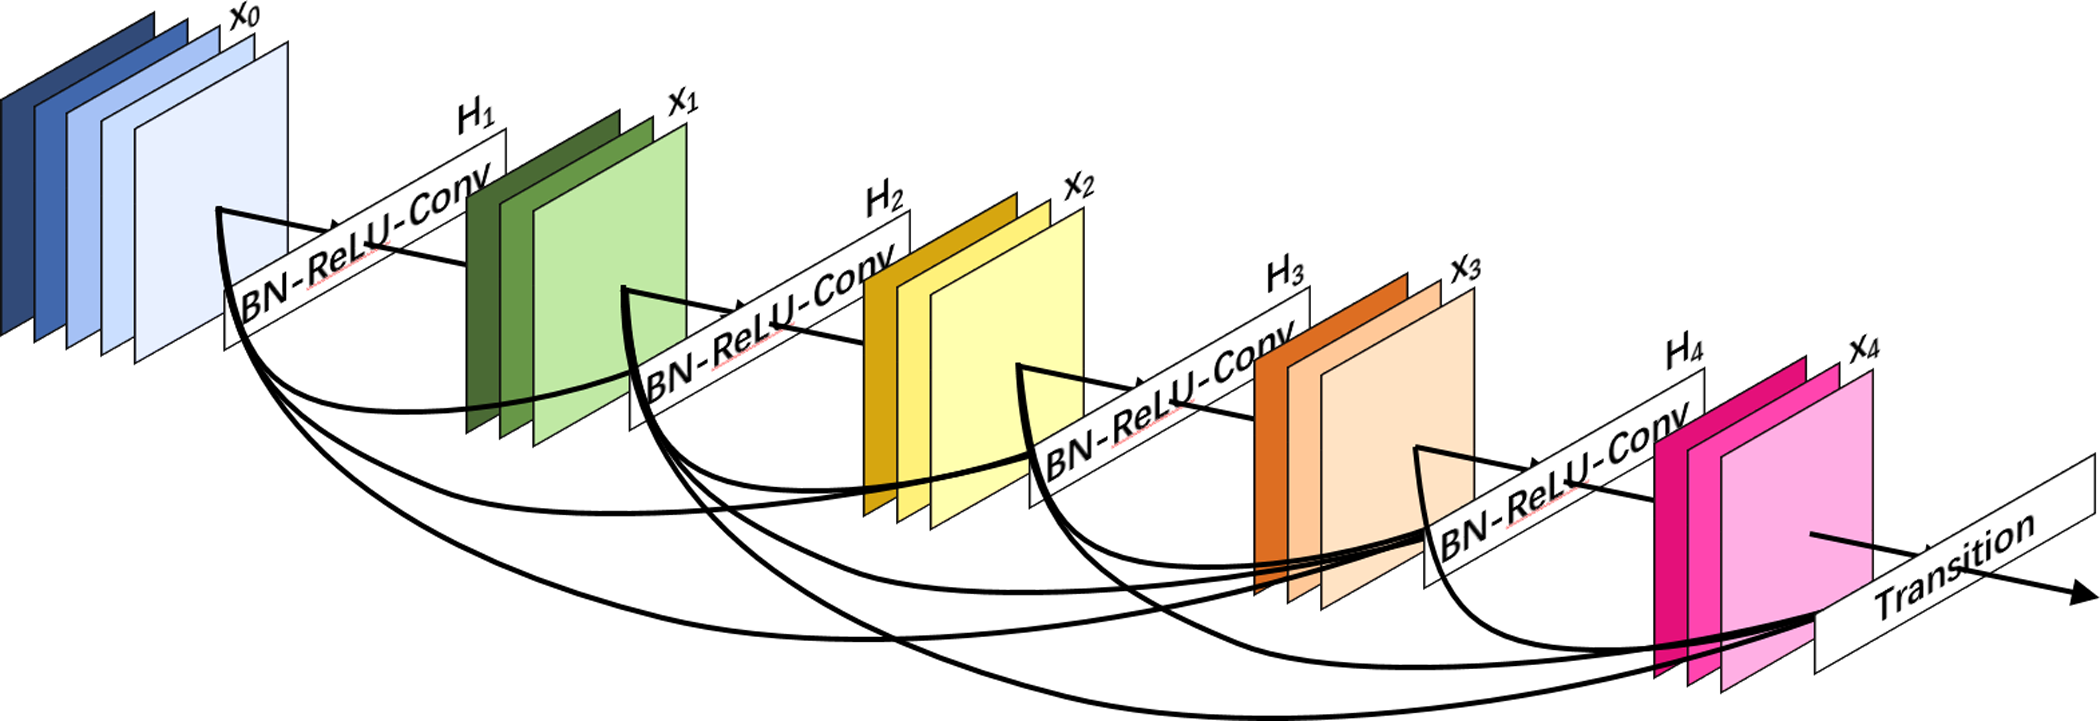 x0
H1
BN-ReLU-Conv
x1
H2
BN-ReLU-Conv
x2
H3
BN-ReLU-Conv
x3
H4
BN-ReLU-Conv
x4
Transition